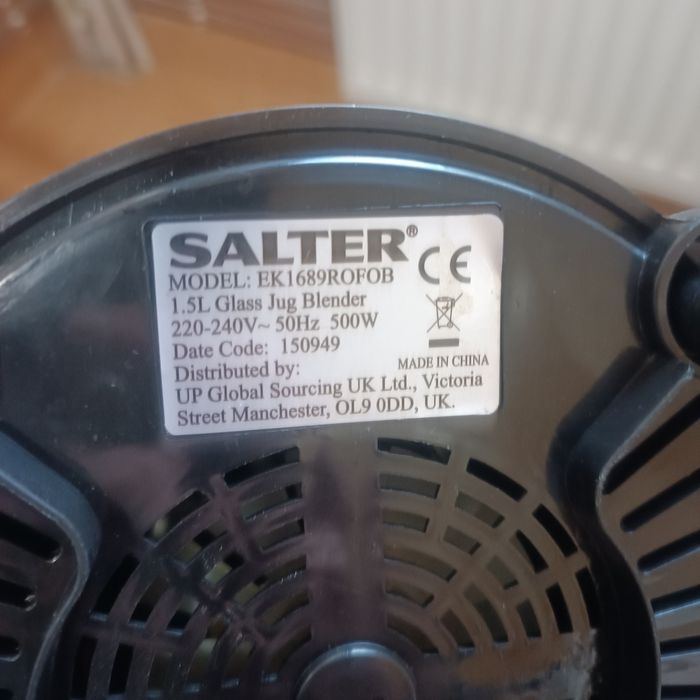 SALTER®
MODEL: EK1689ROFOB
1.5L Glass Jug Blender
220-240V~ 50Hz 500W
Date Code: 150949
Distributed by:
UP Global Sourcing UK Ltd., Victoria
Street Manchester, OL9 0DD, UK.
CE
MADE IN CHINA